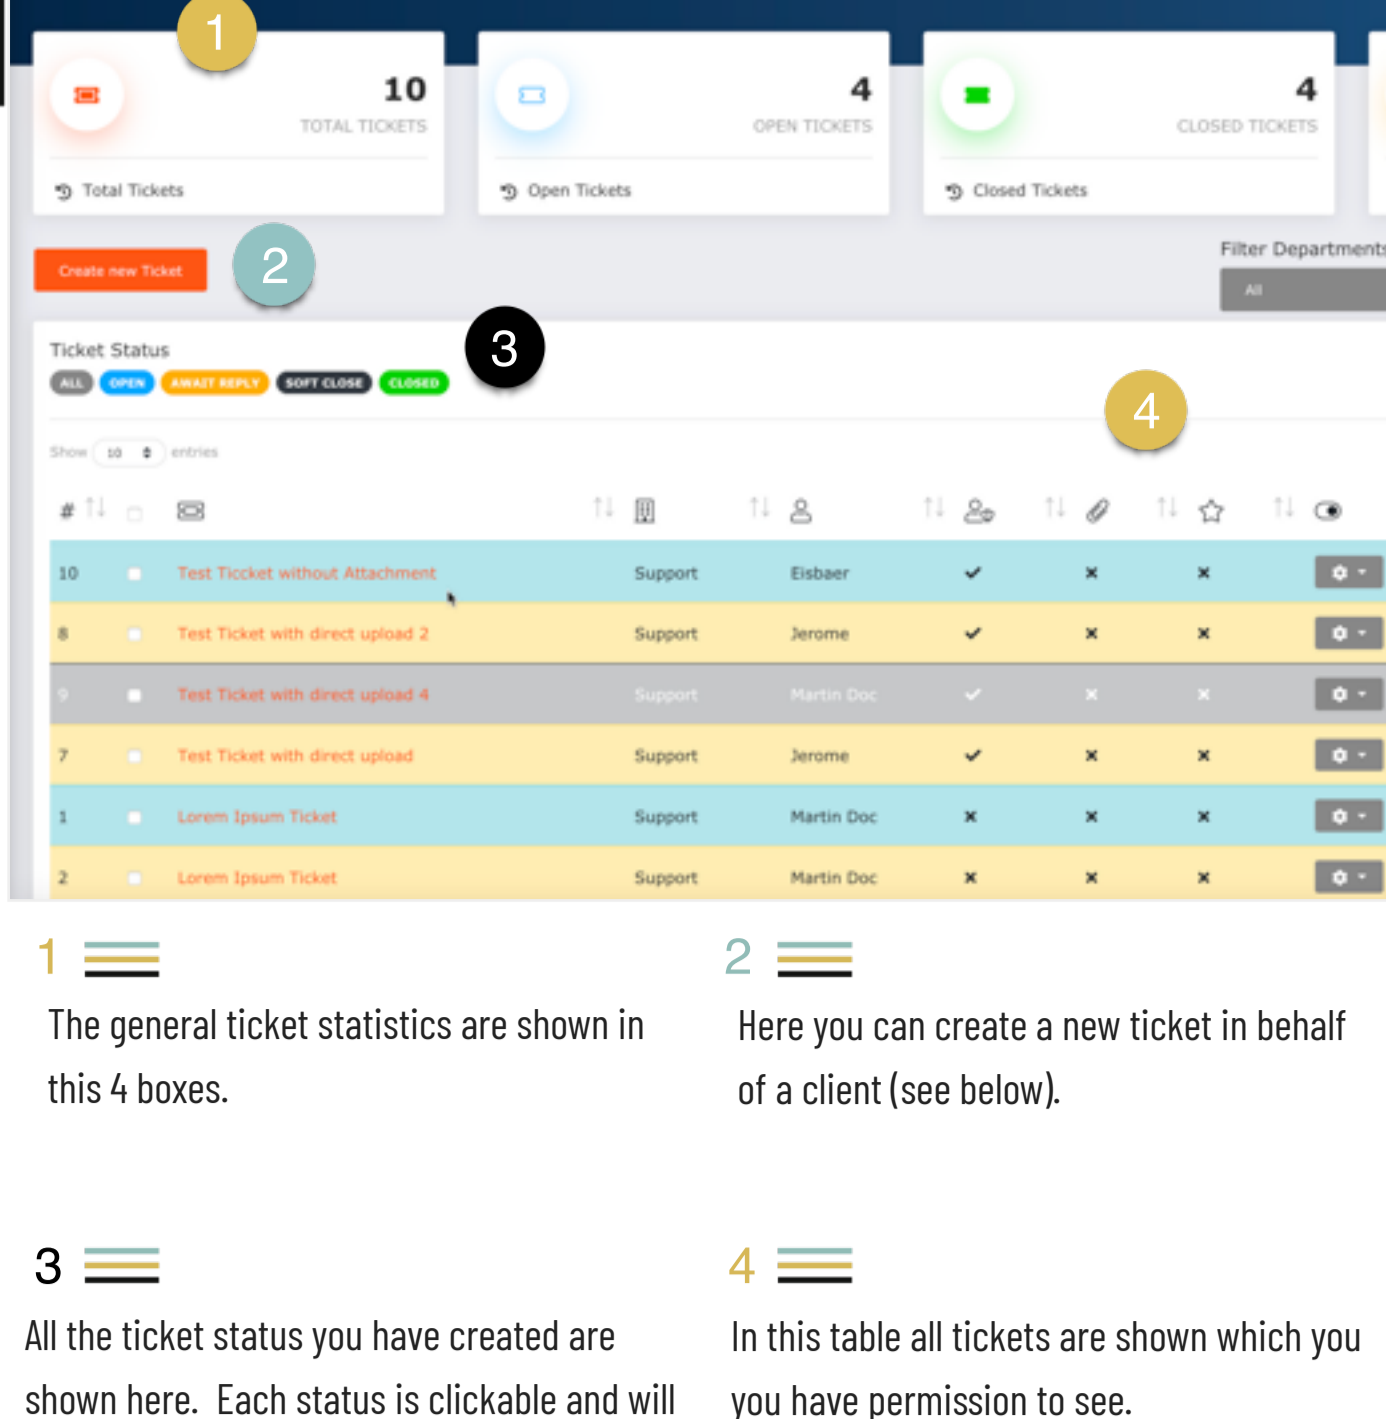 1
10
TOTAL TICKETS
Total Tickets
4
OPEN TICKETS
Open Tickets
4
CLOSED TICKETS
Closed Tickets
Create new Ticket
2
Filter Departments
All
Ticket Status
3
ALL OPEN AWAIT REPLY SOFT CLOSE CLOSED
4
Show 10 entries
#
10 Test Ticcket without Attachment Support Eisbaer
8 Test Ticket with direct upload 2 Support Jerome
9 Test Ticket with direct upload 4 Support Martin Doc
7 Test Ticket with direct upload Support Jerome
1 Lorem Ipsum Ticket Support Martin Doc
2 Lorem Ipsum Ticket Support Martin Doc
1
The general ticket statistics are shown in
this 4 boxes.
2
Here you can create a new ticket in behalf
of a client (see below).
3
All the ticket status you have created are
shown here. Each status is clickable and will
4
In this table all tickets are shown which you
you have permission to see.